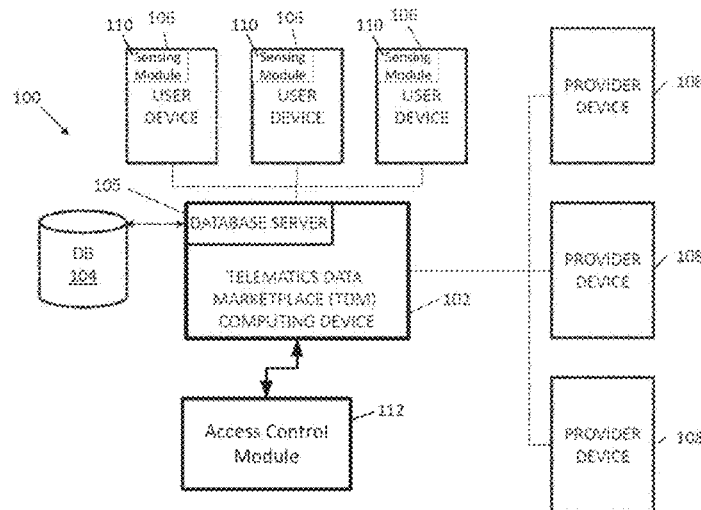 110 106 110 106 110 106
Sensing Sensing Sensing
Module Module Module
USER USER USER
DEVICE DEVICE DEVICE
100
PROVIDER
DEVICE
108
105
DATABASE SERVER
DB
104
TELEMATICS DATA
MARKETPLACE (TDM)
COMPUTING DEVICE
102
PROVIDER
DEVICE
108
Access Control
Module
112
PROVIDER
DEVICE
108